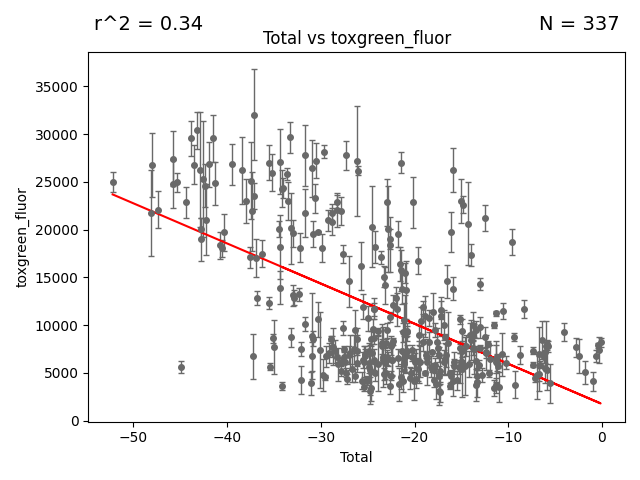 r^2 = 0.34
N = 337
Total vs toxgreen_fluor
35000
30000
25000
20000
15000
10000
5000
0
toxgreen_fluor
−50
−40
−30
−20
−10
0
Total